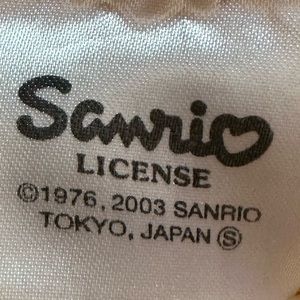 Sanrio
LICENSE
©1976, 2003 SANRIO
TOKYO, JAPAN Ⓢ